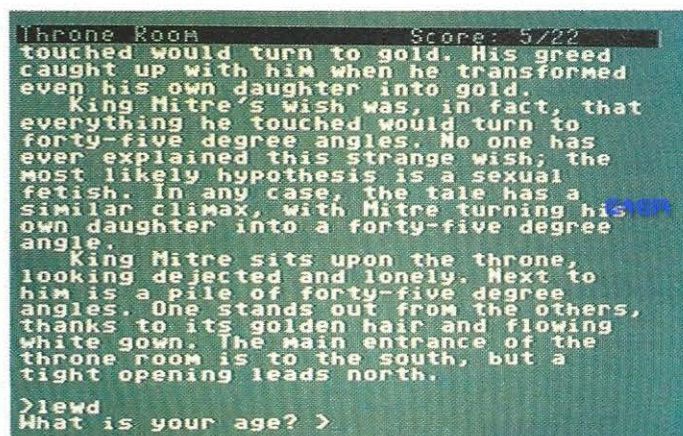 Throne Room Score: 5/22
touched would turn to gold. His greed
caught up with him when he transformed
even his own daughter into gold.
King Mitre's wish was, in fact, that
everything he touched would turn to
forty-five degree angles. No one has
ever explained this strange wish; the
most likely hypothesis is a sexual
fetish. In any case, the tale has a
similar climax, with Mitre turning his
own daughter into a forty-five degree
angle.
King Mitre sits upon the throne,
looking dejected and lonely. Next to
him is a pile of forty-five degree
angles. One stands out from the others,
thanks to its golden hair and flowing
white gown. The main entrance of the
throne room is to the south, but a
tight opening leads north.
>lewd
What is your age? >